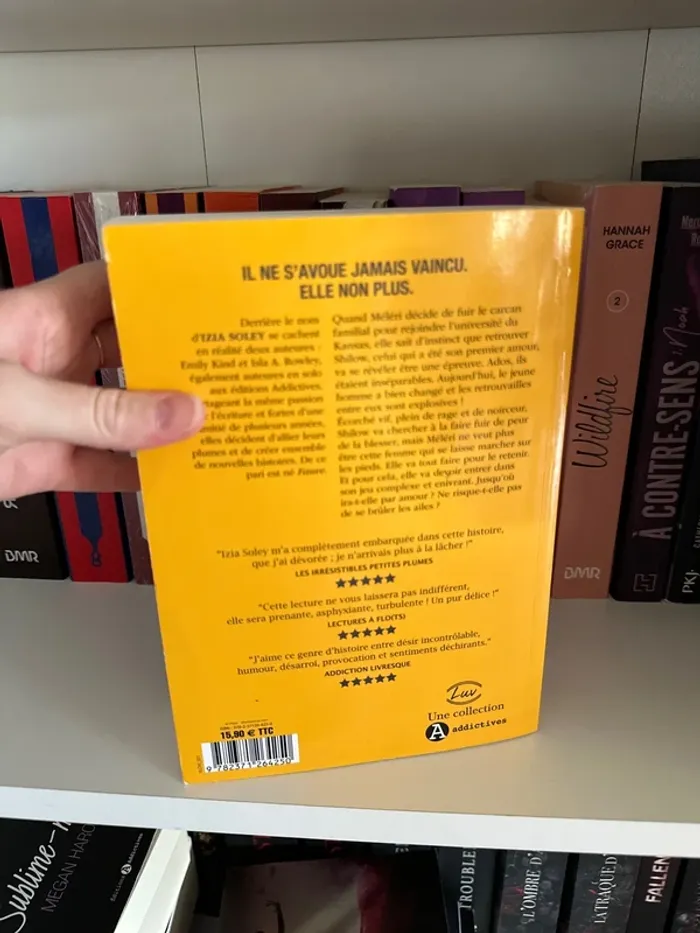 IL NE S'AVOUE JAMAIS VAINCU.
ELLE NON PLUS.
Derrière le nom
d'IZIA SOLEY se cachent
en réalité deux auteures :
Emily Kind et Isla A. Bowley,
également auteures en solo
aux éditions Addictives.
la même passion
l'écriture et fortes d'une
de plusieurs années,
elles décident d'allier leurs
plumes et de créer ensemble
de nouvelles histoires. De ce
pari est né Fauve.
Quand Méléri décide de fuir le carcan
familial pour rejoindre l'université du
Kansas, elle sait d'instinct que retrouver
Shilow, celui qui a été son premier amour,
va se révéler être une épreuve. Ados, ils
étaient inséparables. Aujourd'hui, le jeune
homme a bien changé et les retrouvailles
entre eux sont explosives !
Écorché vif, plein de rage et de noirceur,
Shilow va chercher à la faire fuir de peur
de la blesser, mais Méléri ne veut plus
être cette femme qui se laisse marcher sur
les pieds. Elle va tout faire pour le retenir.
Et pour cela, elle va devoir entrer dans
son jeu complexe et enivrant. Jusqu'où
ira-t-elle par amour ? Ne risque-t-elle pas
de se brûler les ailes ?
"Izia Soley m'a complètement embarquée dans cette histoire,
que j'ai dévorée ; je n'arrivais plus à la lâcher !"
LES IRRÉSISTIBLES PETITES PLUMES
"Cette lecture ne vous laissera pas indifférent,
elle sera prenante, asphyxiante, turbulente ! Un pur délice !"
LECTURES À FLO(TS)
"J'aime ce genre d'histoire entre désir incontrôlable,
humour, désarroi, provocation et sentiments déchirants."
ADDICTION LIVRESQUE
Luv
Une collection
A addictives
15,90 € TTC
9 782371 264250
HANNAH
GRACE
2
Wildfire
DMR
À CONTRE-SENS
Noah
H
PKJ
DMR
Sublime
MEGAN HARO
TROUBLE
L'OMBRE D'
LA TRAQUE D
FALLEN